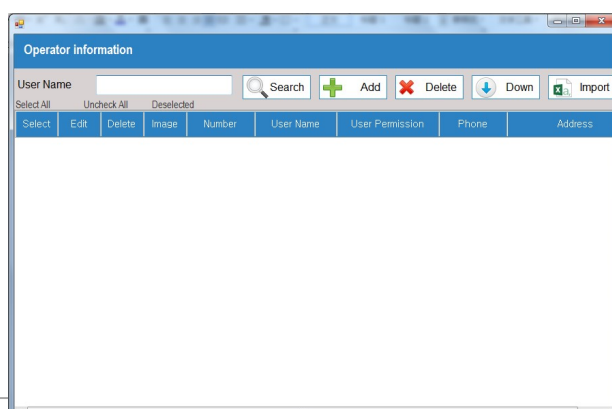 Operator information
User Name Search Add Delete Down Import
Select All Uncheck All Deselected
Select Edit Delete Image Number User Name User Permission Phone Address